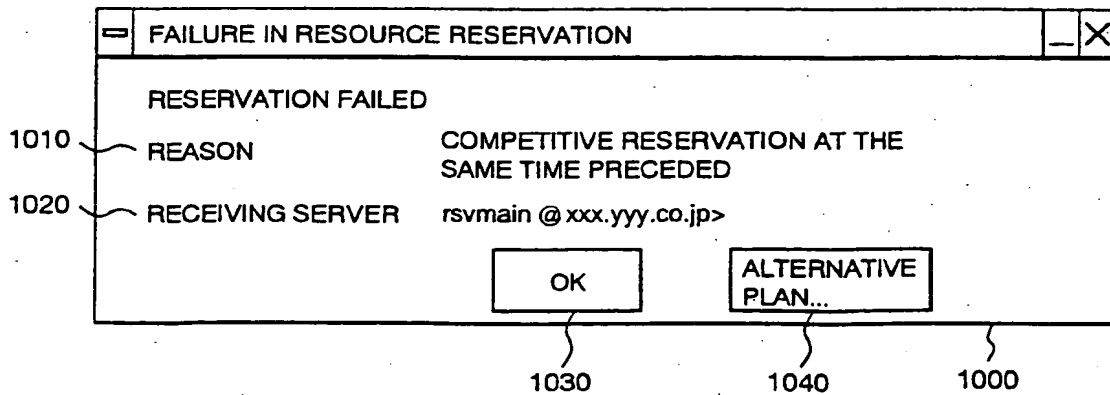 FAILURE IN RESOURCE RESERVATION
RESERVATION FAILED
1010 REASON COMPETITIVE RESERVATION AT THE
SAME TIME PRECEDED
1020 RECEIVING SERVER rsvmain @ xxx.yyy.co.jp>
OK
ALTERNATIVE
PLAN...
1030 1040 1000